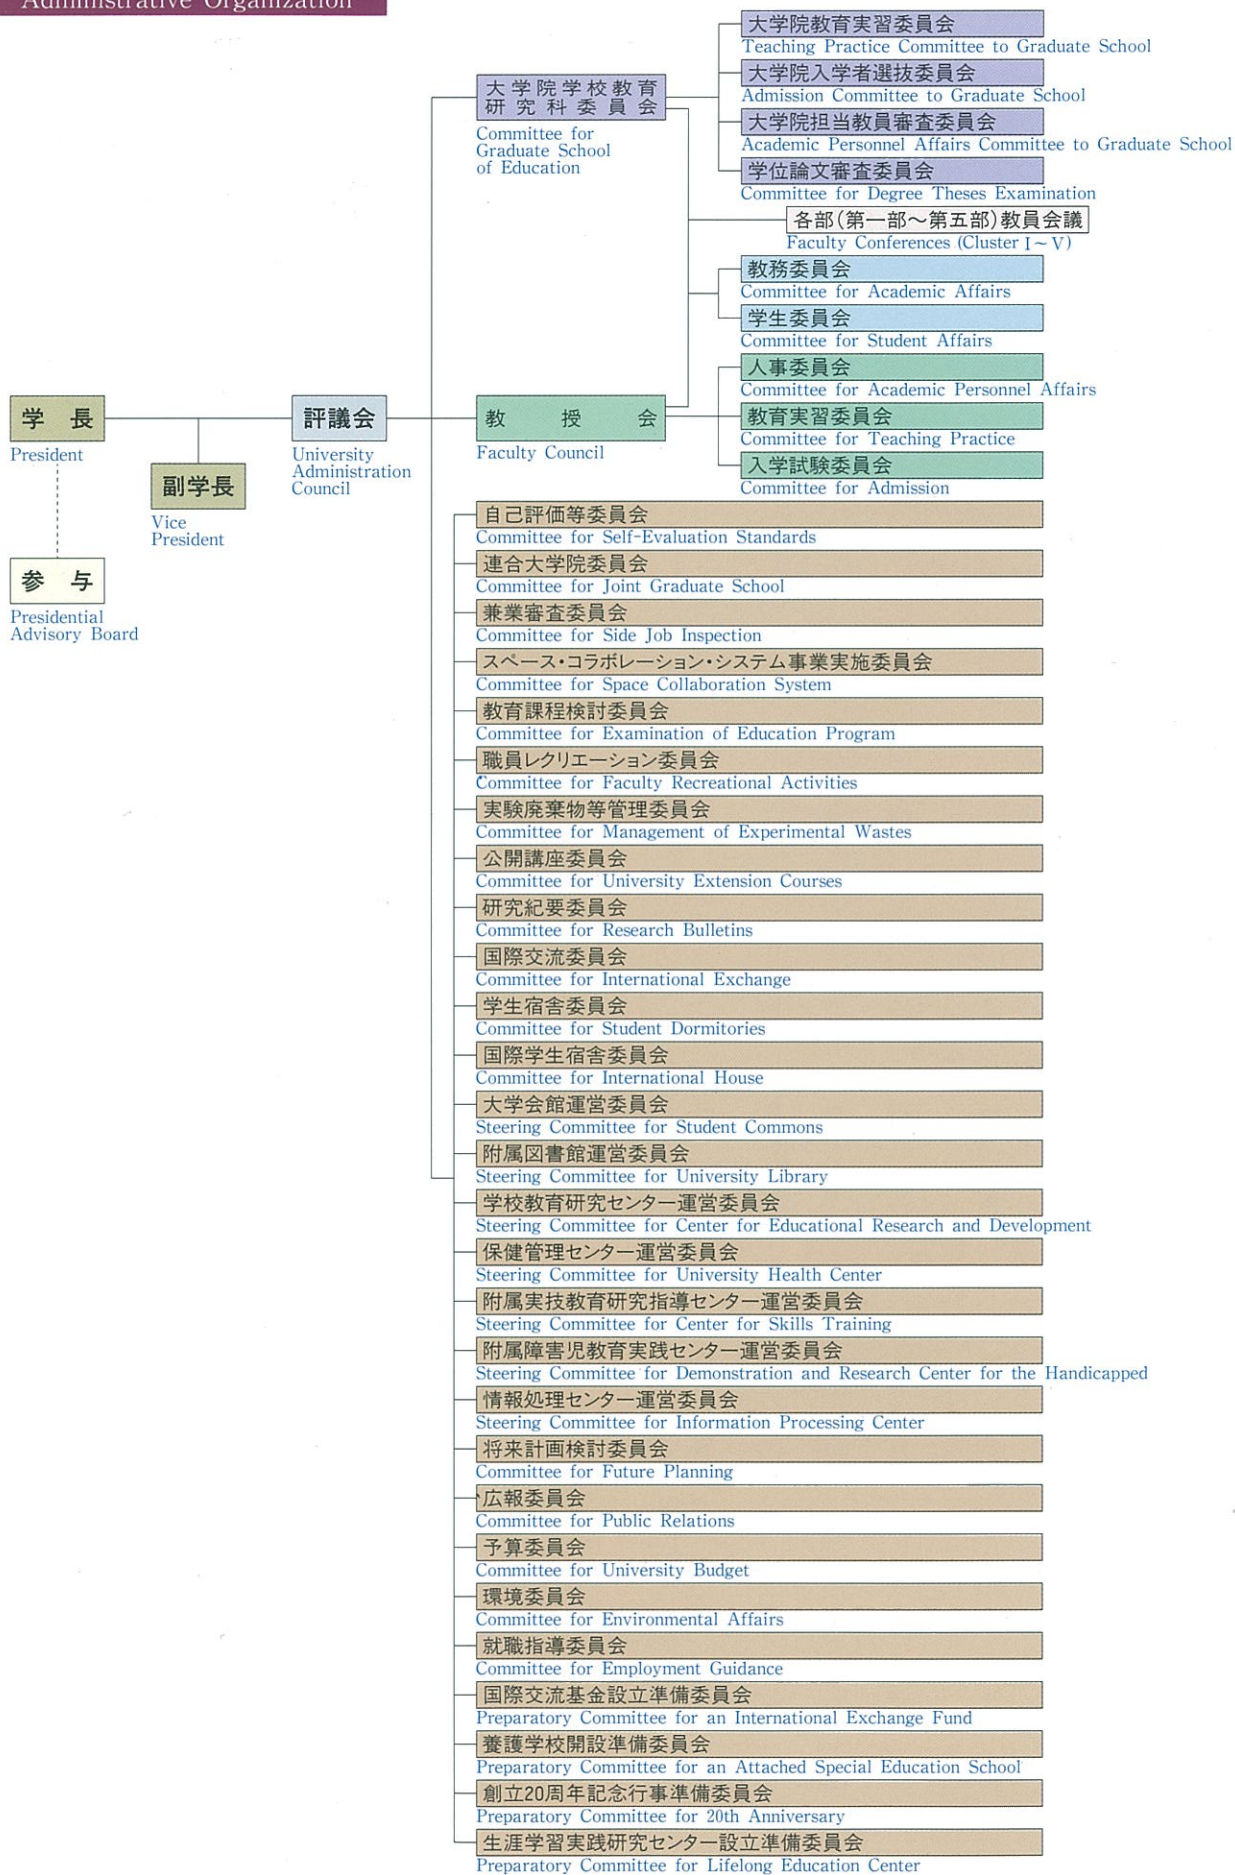 Administrative Organization
大学院教育実習委員会
Teaching Practice Committee to Graduate School
大学院入学者選抜委員会
Admission Committee to Graduate School
大学院担当教員審査委員会
Academic Personnel Affairs Committee to Graduate School
学位論文審査委員会
Committee for Degree Theses Examination
大学院学校教育
研究科委員会
Committee for
Graduate School
of Education
各部(第一部～第五部)教員会議
Faculty Conferences (Cluster I~V)
教務委員会
Committee for Academic Affairs
学生委員会
Committee for Student Affairs
人事委員会
Committee for Academic Personnel Affairs
教育実習委員会
Committee for Teaching Practice
入学試験委員会
Committee for Admission
学長
President
副学長
Vice
President
参与
Presidential
Advisory Board
評議会
University
Administration
Council
教授会
Faculty Council
自己評価等委員会
Committee for Self-Evaluation Standards
連合大学院委員会
Committee for Joint Graduate School
兼業審査委員会
Committee for Side Job Inspection
スペース・コラボレーション・システム事業実施委員会
Committee for Space Collaboration System
教育課程検討委員会
Committee for Examination of Education Program
職員レクリエーション委員会
Committee for Faculty Recreational Activities
実験廃棄物等管理委員会
Committee for Management of Experimental Wastes
公開講座委員会
Committee for University Extension Courses
研究紀要委員会
Committee for Research Bulletins
国際交流委員会
Committee for International Exchange
学生宿舎委員会
Committee for Student Dormitories
国際学生宿舎委員会
Committee for International House
大学会館運営委員会
Steering Committee for Student Commons
附属図書館運営委員会
Steering Committee for University Library
学校教育研究センター運営委員会
Steering Committee for Center for Educational Research and Development
保健管理センター運営委員会
Steering Committee for University Health Center
附属実技教育研究指導センター運営委員会
Steering Committee for Center for Skills Training
附属障害児教育実践センター運営委員会
Steering Committee for Demonstration and Research Center for the Handicapped
情報処理センター運営委員会
Steering Committee for Information Processing Center
将来計画検討委員会
Committee for Future Planning
広報委員会
Committee for Public Relations
予算委員会
Committee for University Budget
環境委員会
Committee for Environmental Affairs
就職指導委員会
Committee for Employment Guidance
国際交流基金設立準備委員会
Preparatory Committee for an International Exchange Fund
養護学校開設準備委員会
Preparatory Committee for an Attached Special Education School
創立20周年記念行事準備委員会
Preparatory Committee for 20th Anniversary
生涯学習実践研究センター設立準備委員会
Preparatory Committee for Lifelong Education Center